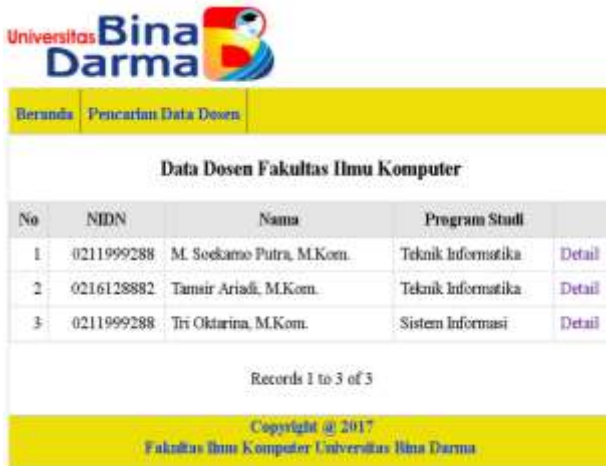 Universitas Bina
Darma
Beranda Pencarian Data Dosen
Data Dosen Fakultas Ilmu Komputer
No NIDN Nama Program Studi
1 0211999288 M. Soekarno Putra, M.Kom. Teknik Informatika Detail
2 0216128882 Tamsir Ariadi, M.Kom. Teknik Informatika Detail
3 0211999288 Tri Oktarina, M.Kom. Sistem Informasi Detail
Records 1 to 3 of 3
Copyright @ 2017
Fakultas Ilmu Komputer Universitas Bina Darma